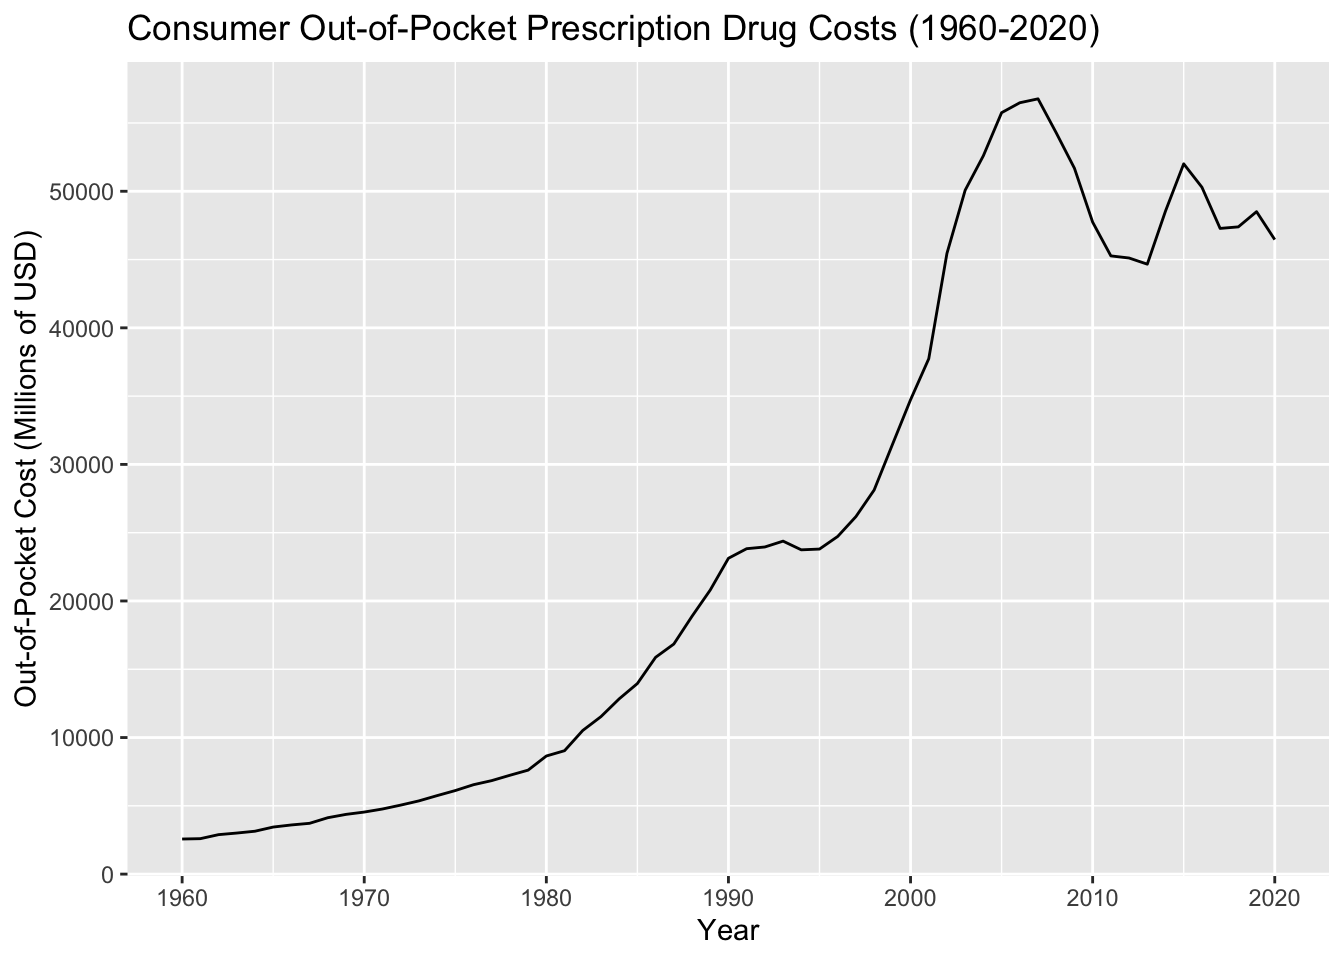 Consumer Out-of-Pocket Prescription Drug Costs (1960-2020)
Out-of-Pocket Cost (Millions of USD)
50000
40000
30000
20000
10000
0
1960 1970 1980 1990 2000 2010 2020
Year